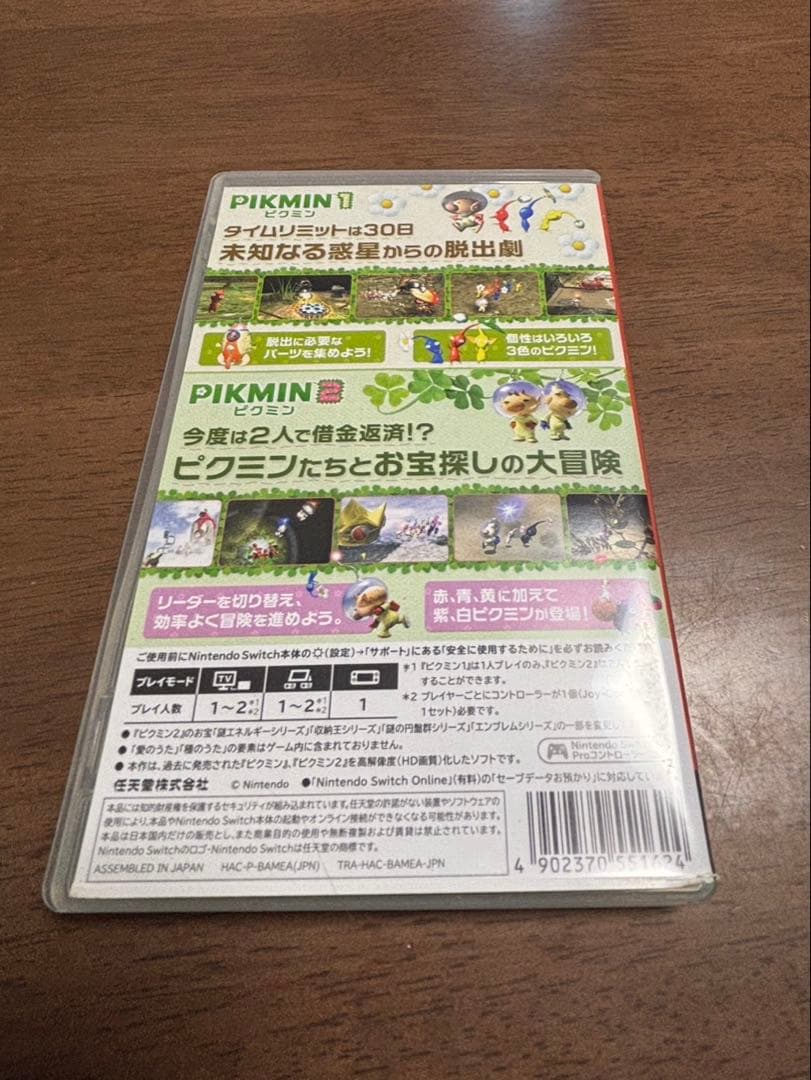 PIKMIN 1
ピクミン
タイムリミットは30日
未知なる惑星からの脱出劇
脱出に必要な
パーツを集めよう!
個性はいろいろ
3色のピクミン!
PIKMIN 2
ピクミン
今度は2人で借金返済!?
ピクミンたちとお宝探しの大冒険
リーダーを切り替え、
効率よく冒険を進めよう。
赤、青、黄に加えて
紫、白ピクミンが登場!
ご使用前にNintendo Switch本体の(設定)→「サポート」にある「安全に使用するために」を必ずお読みくだ
プレイモード TV
プレイ人数 1~2 *1 *2 1~2 *1 *2 1
*1 『ピクミン1』は1人プレイのみ、『ピクミン2』は2人
することができます。
*2 プレイヤーごとにコントローラーが1個(Joy-Con
1セット)必要です。
●『ピクミン2』のお宝「謎エネルギーシリーズ」「収納王シリーズ」「謎の円盤群シリーズ」「エンブレムシリーズ」の一部を変更し
●「愛のうた」「種のうた」の要素はゲーム内に含まれておりません。
●本作は、過去に発売された『ピクミン』、『ピクミン2』を高解像度(HD画質)化したソフトです。
Nintendo Switch
Proコントローラー
任天堂株式会社 © Nintendo ●「Nintendo Switch Online」(有料)の「セーブデータお預かり」に対応してい
本品には知的財産権を保護するセキュリティが組み込まれています。任天堂の許諾がない装置やソフトウェアの
使用により、本品やNintendo Switch本体の起動やオンライン接続ができなくなる可能性があります。
本品は日本国内だけの販売とし、また商業目的の使用や無断複製および賃貸は禁止されています。
Nintendo Switchのロゴ・Nintendo Switchは任天堂の商標です。
ASSEMBLED IN JAPAN HAC-P-BAMEA(JPN) TRA-HAC-BAMEA-JPN
4 902370 551424